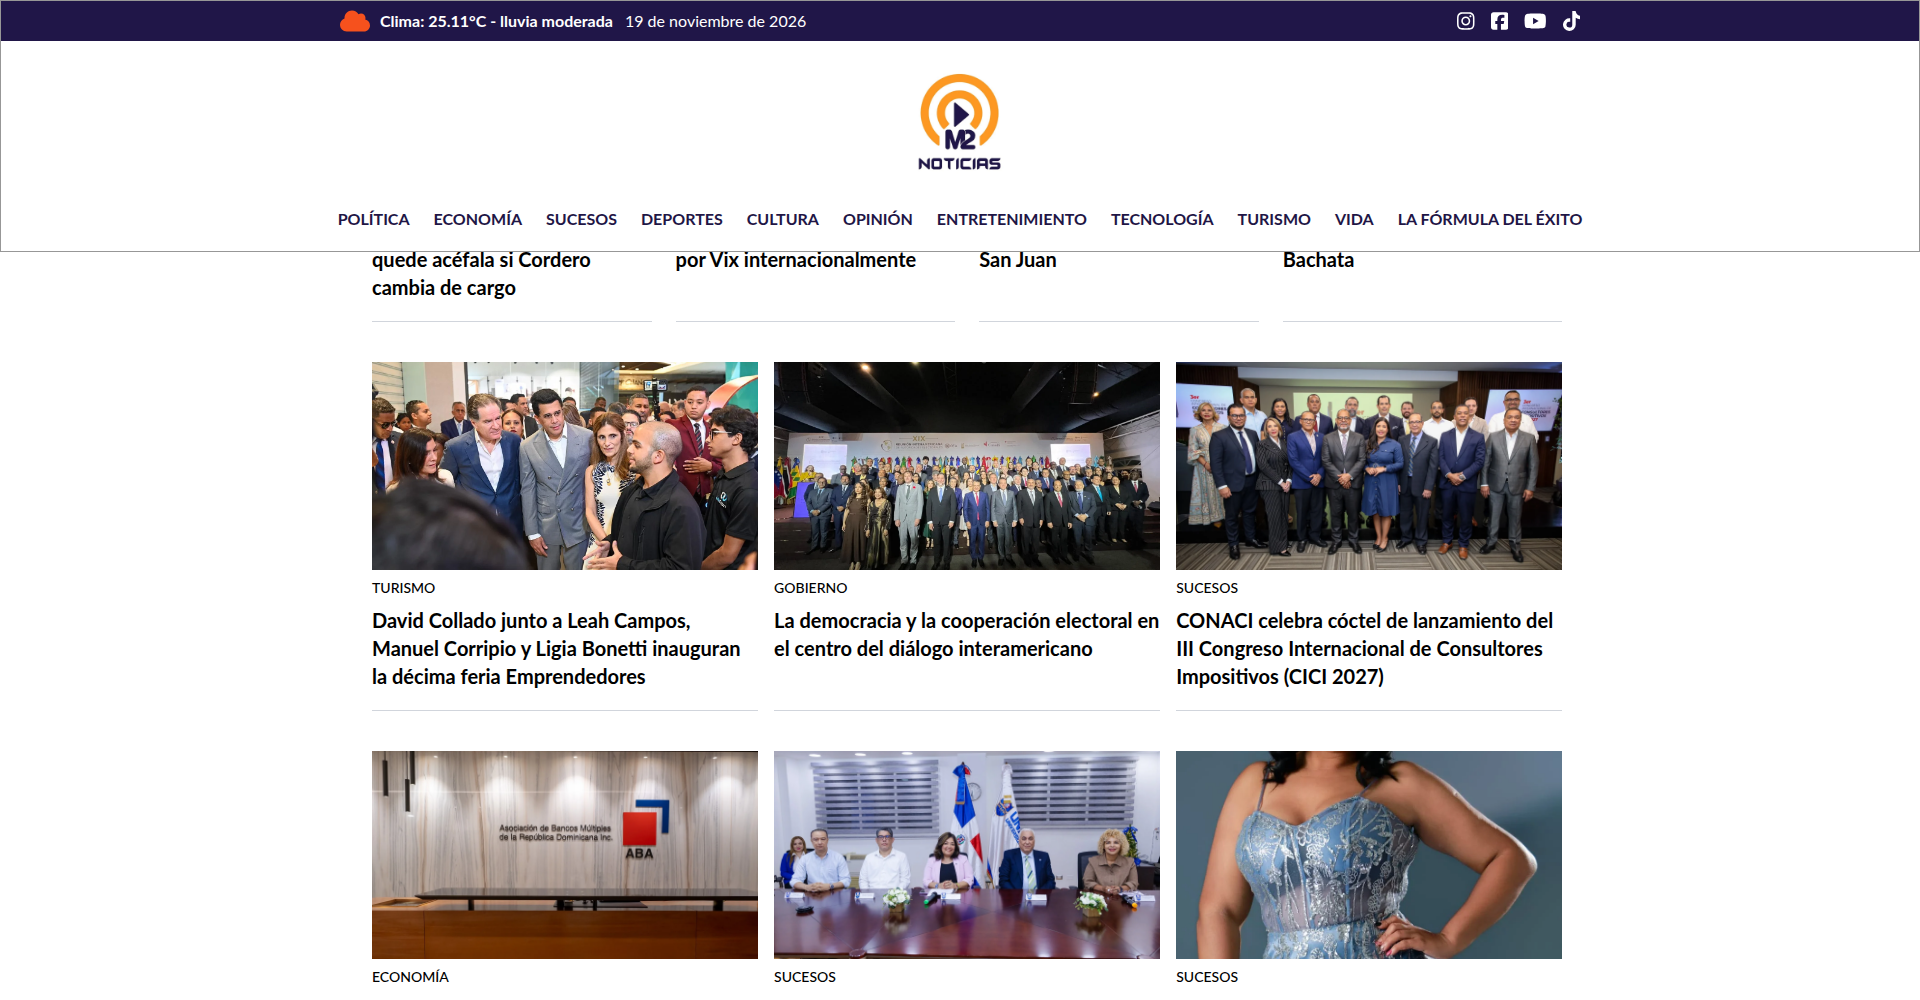 Clima: 25.11°C - lluvia moderada 19 de noviembre de 2026
M2
NOTICIAS
POLÍTICA ECONOMÍA SUCESOS DEPORTES CULTURA OPINIÓN ENTRETENIMIENTO TECNOLOGÍA TURISMO VIDA LA FÓRMULA DEL ÉXITO
quede acéfala si Cordero
cambia de cargo
por Vix internacionalmente
San Juan
Bachata
TURISMO
David Collado junto a Leah Campos,
Manuel Corripio y Ligia Bonetti inauguran
la décima feria Emprendedores
XIX
GOBIERNO
La democracia y la cooperación electoral en
el centro del diálogo interamericano
SUCESOS
CONACI celebra cóctel de lanzamiento del
III Congreso Internacional de Consultores
Impositivos (CICI 2027)
Asociación de Bancos Múltiples
de la República Dominicana Inc.
ABA
ECONOMÍA
SUCESOS
SUCESOS